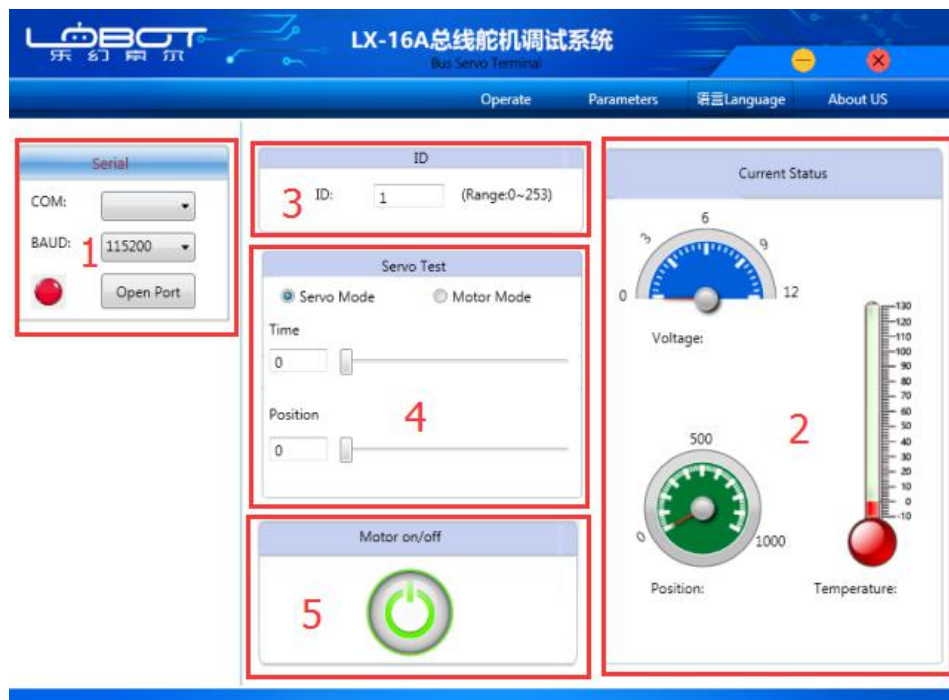 LOBOT
乐幻索尔
LX-16A总线舵机调试系统
Bus Servo Terminal
Operate Parameters 语言Language About US
Serial
COM:
BAUD: 115200
Open Port
1
ID
ID: 1 (Range:0~253)
3
Servo Test
Servo Mode Motor Mode
Time
0
Position
0
4
Motor on/off
5
Current Status
0 3 6 9 12
Voltage:
0 500 1000
Position:
2
130
120
110
100
90
80
70
60
50
40
30
20
10
0
-10
Temperature: